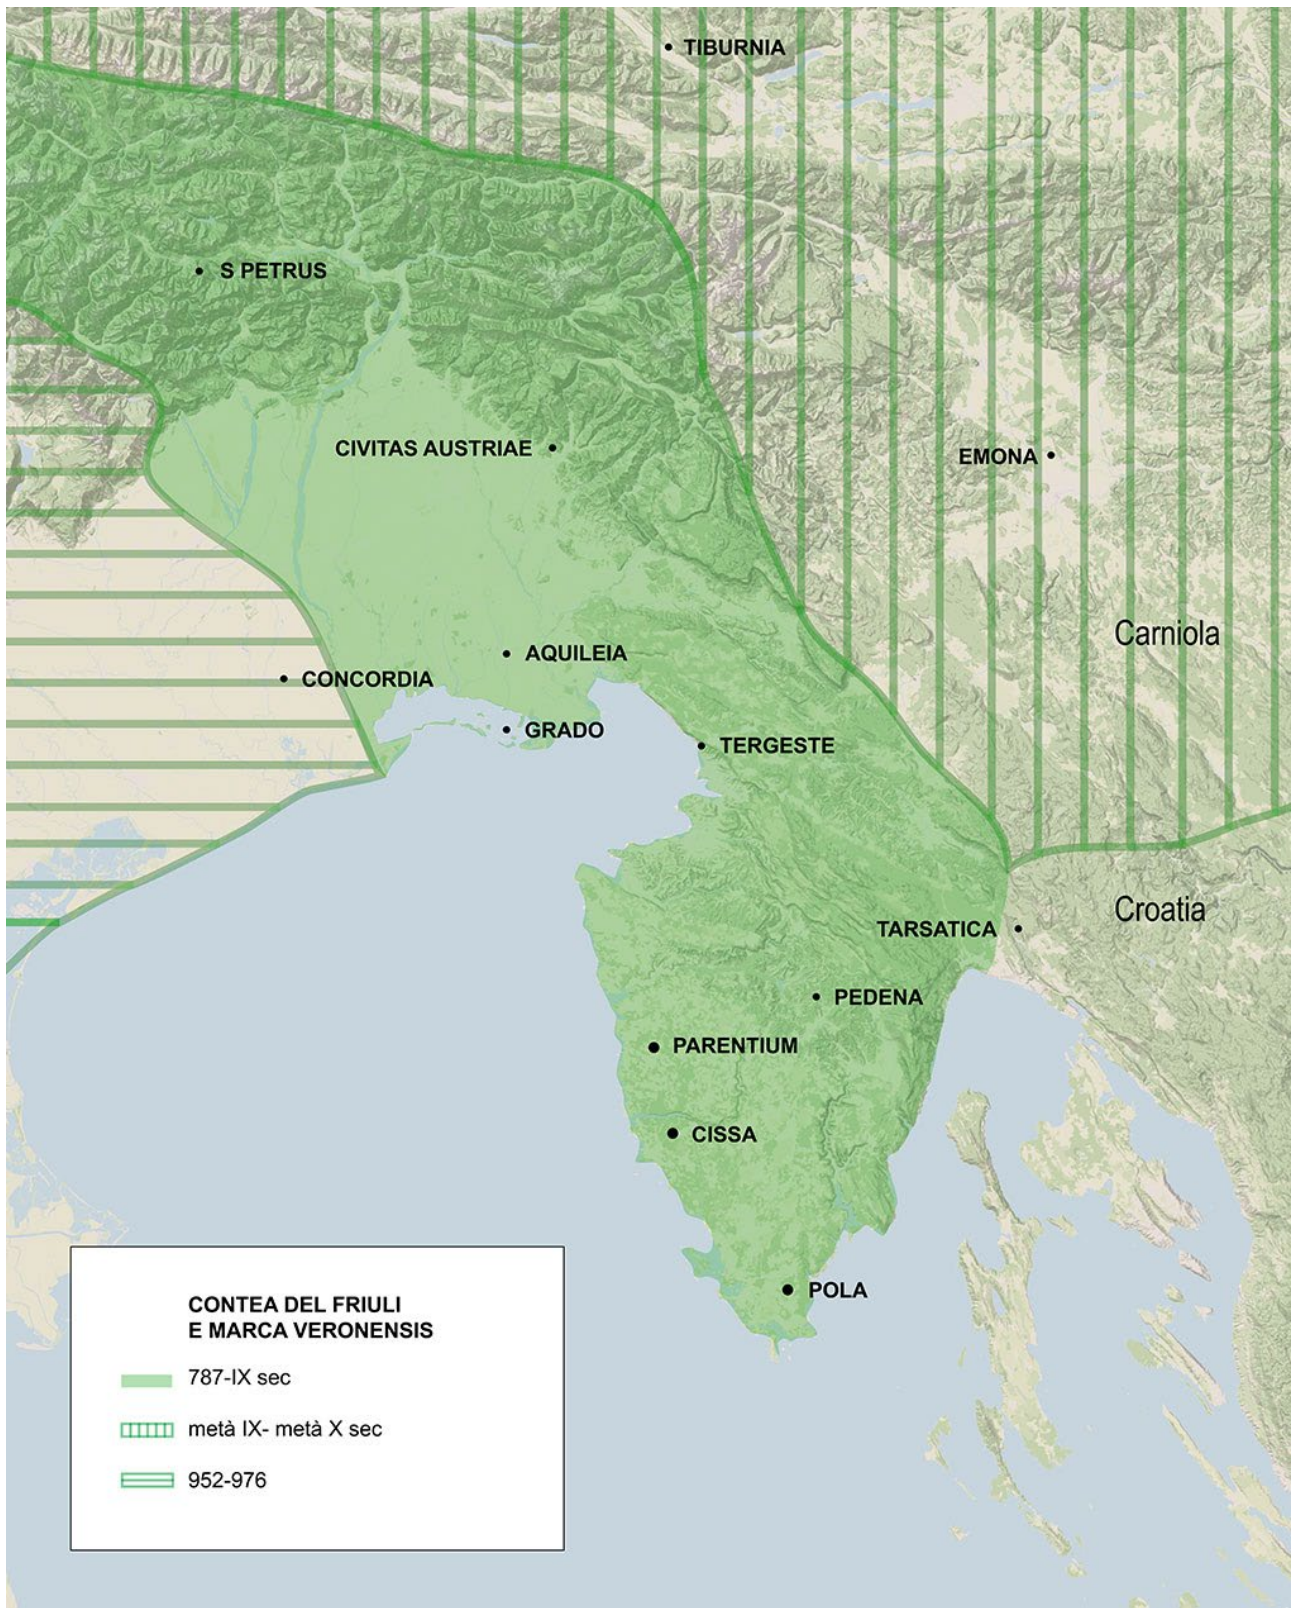 TIBURNIA
S PETRUS
CIVITAS AUSTRIAE
EMONA
Carniola
AQUILEIA
CONCORDIA
GRADO
TERGESTE
Croatia
TARSATICA
PEDENA
PARENTIUM
CISSA
POLA
CONTEA DEL FRIULI
E MARCA VERONENSIS
787-IX sec
metà IX- metà X sec
952-976